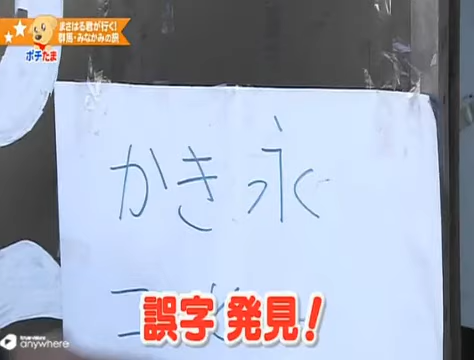 まさはる君が行く!
群馬・みなかみの旅
ポチたま
かき永
誤字 発見!
truevisions
anywhere